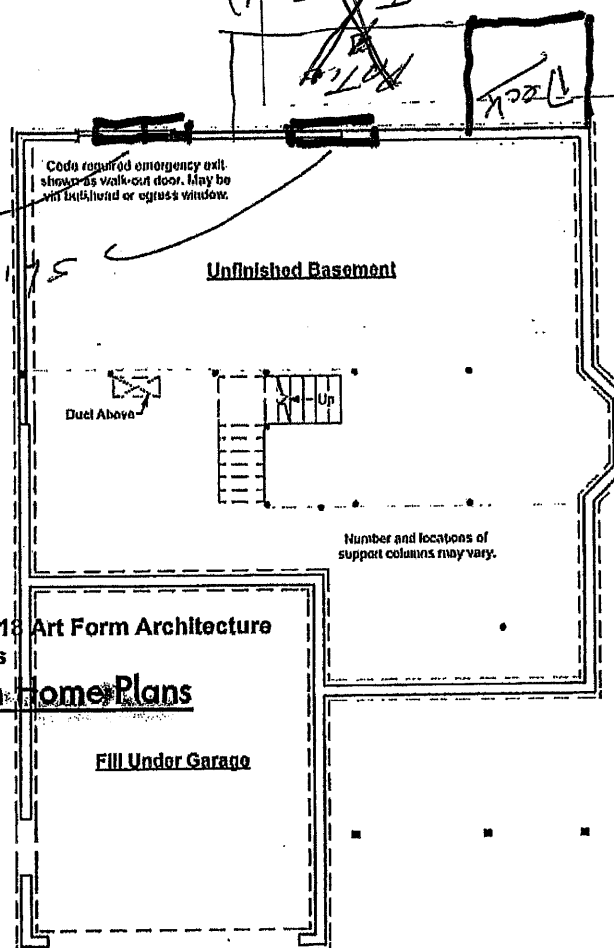 Deck
Code required emergency exit
shown as walk-out door. May be
via bulkhead or egress window.
Unfinished Basement
Duct Above
Up
Number and locations of
support columns may vary.
18 Art Form Architecture
s
Home Plans
Fill Under Garage